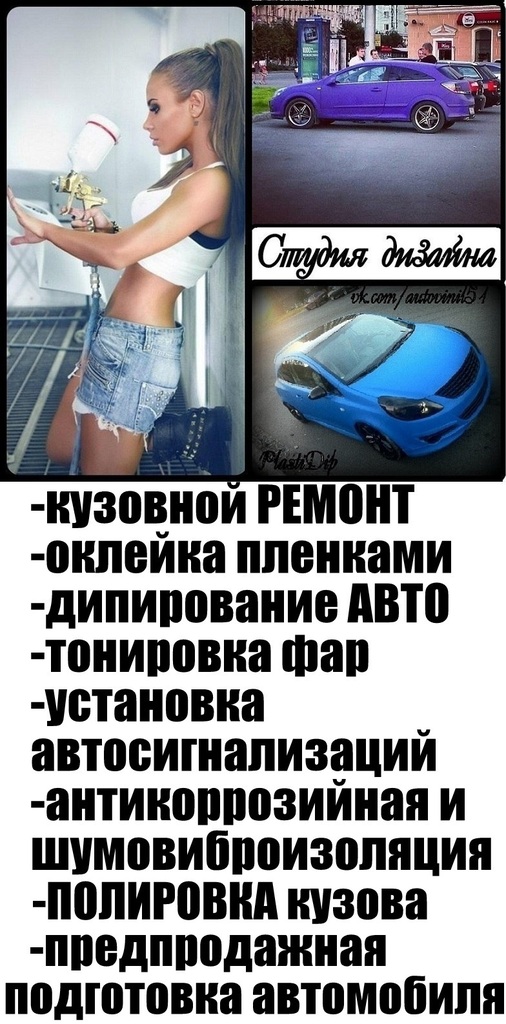 Студия дизайна
vk.com/autovinil51
PlastiDip
-кузовной РЕМОНТ
-оклейка пленками
-дипирование АВТО
-тонировка фар
-установка
автосигнализаций
-антикоррозийная и
шумовиброизоляция
-ПОЛИРОВКА кузова
-предпродажная
подготовка автомобиля